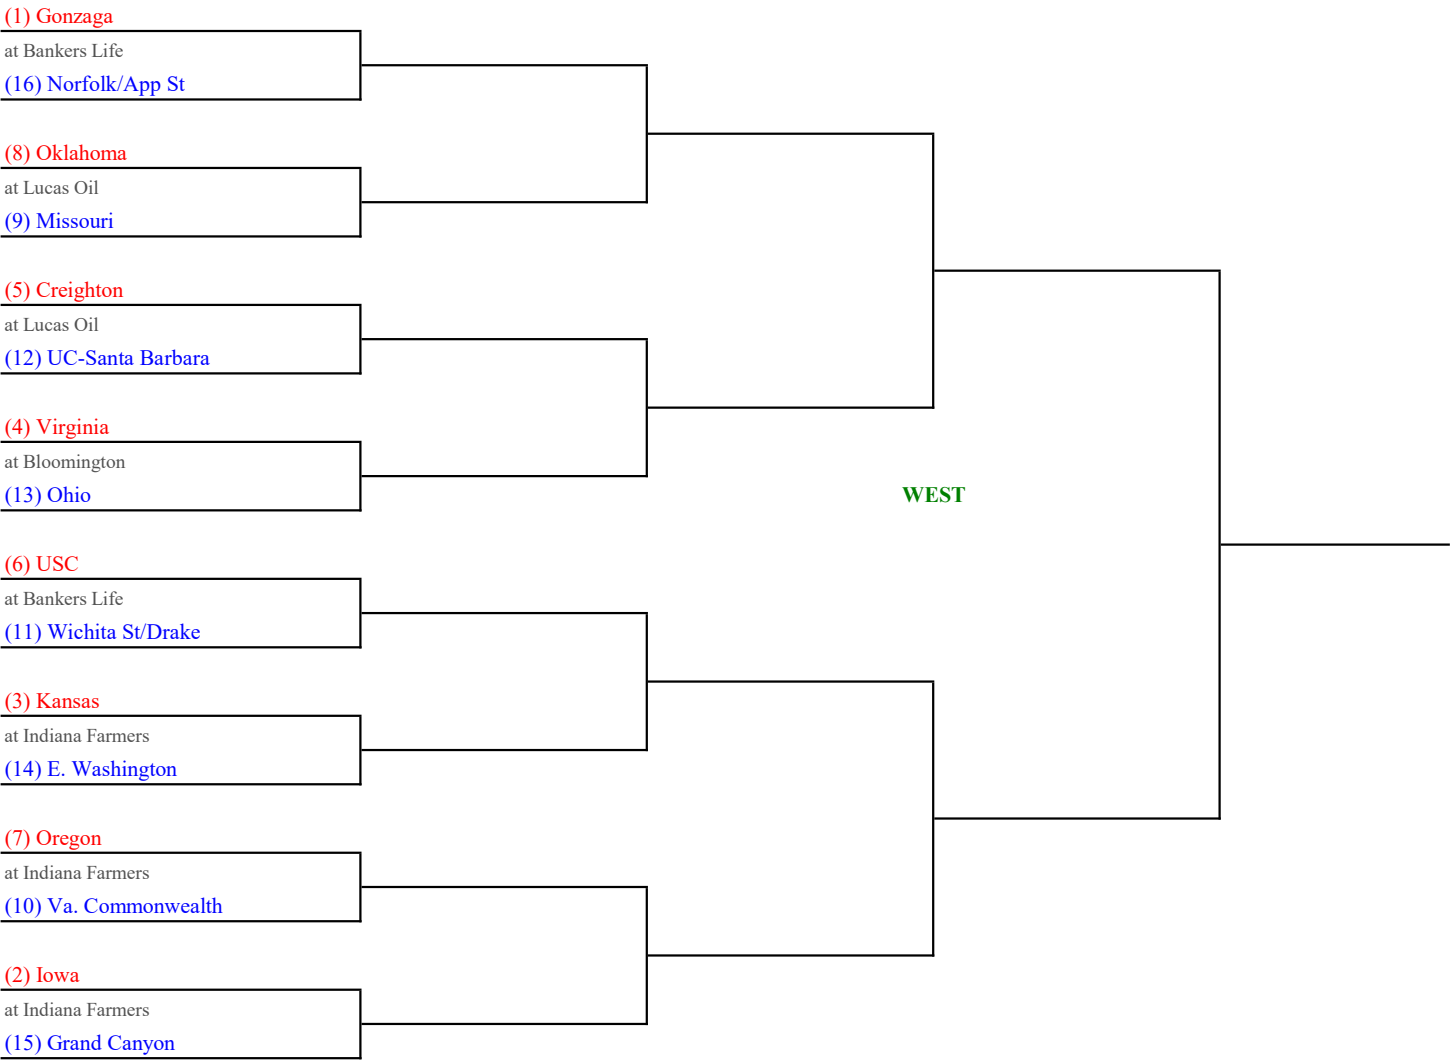 (1) Gonzaga
at Bankers Life
(16) Norfolk/App St
(8) Oklahoma
at Lucas Oil
(9) Missouri
(5) Creighton
at Lucas Oil
(12) UC-Santa Barbara
(4) Virginia
at Bloomington
(13) Ohio
WEST
(6) USC
at Bankers Life
(11) Wichita St/Drake
(3) Kansas
at Indiana Farmers
(14) E. Washington
(7) Oregon
at Indiana Farmers
(10) Va. Commonwealth
(2) Iowa
at Indiana Farmers
(15) Grand Canyon